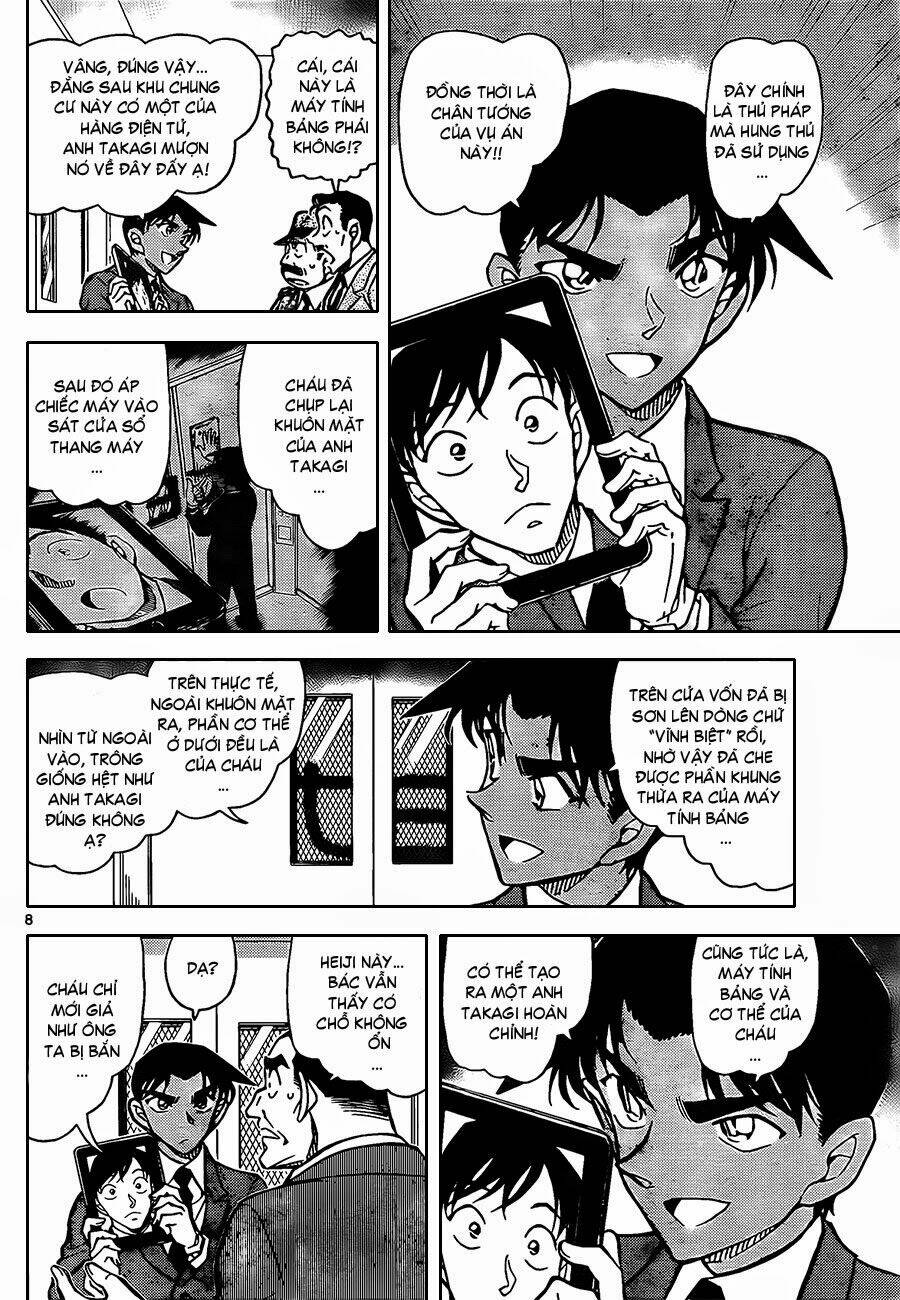 ĐÂY CHÍNH
LÀ THỦ PHÁP
MÀ HUNG THỦ
ĐÃ SỬ DỤNG
...
ĐỒNG THỜI LÀ
CHÂN TƯỚNG
CỦA VỤ ÁN
NÀY!!
CÁI, CÁI
NÀY LÀ
MÁY TÍNH
BẢNG PHẢI
KHÔNG!?
VÂNG, ĐÚNG VẬY...
ĐẰNG SAU KHU CHUNG
CƯ NÀY CÓ MỘT CỬA
HÀNG ĐIỆN TỬ,
ANH TAKAGI MƯỢN
NÓ VỀ ĐÂY ĐẤY Ạ!
CHÁU ĐÃ
CHỤP LẠI
KHUÔN MẶT
CỦA ANH
TAKAGI
...
SAU ĐÓ ÁP
CHIẾC MÁY VÀO
SÁT CỬA SỔ
THANG MÁY
...
TRÊN CỬA VỐN ĐÃ BỊ
SƠN LÊN DÒNG CHỮ
“VĨNH BIỆT” RỒI,
NHỜ VẬY ĐÃ CHE
ĐƯỢC PHẦN KHUNG
THỪA RA CỦA MÁY
TÍNH BẢNG
...
TRÊN THỰC TẾ,
NGOÀI KHUÔN MẶT
RA, PHẦN CƠ THỂ
Ở DƯỚI ĐỀU LÀ
CỦA CHÁU
...
NHÌN TỪ NGOÀI
VÀO, TRÔNG
GIỐNG HỆT NHƯ
ANH TAKAGI
ĐÚNG KHÔNG
Ạ?
8
CŨNG TỨC LÀ,
MÁY TÍNH
BẢNG VÀ
CƠ THỂ CỦA
CHÁU
...
CÓ THỂ TẠO
RA MỘT ANH
TAKAGI HOÀN
CHỈNH!
HEIJI NÀY...
BÁC VẪN
THẤY CÓ
CHỖ KHÔNG
ỔN
DẠ?
CHÁU CHỈ
MỚI GIẢ
NHƯ ÔNG
TA BỊ BẮN
...